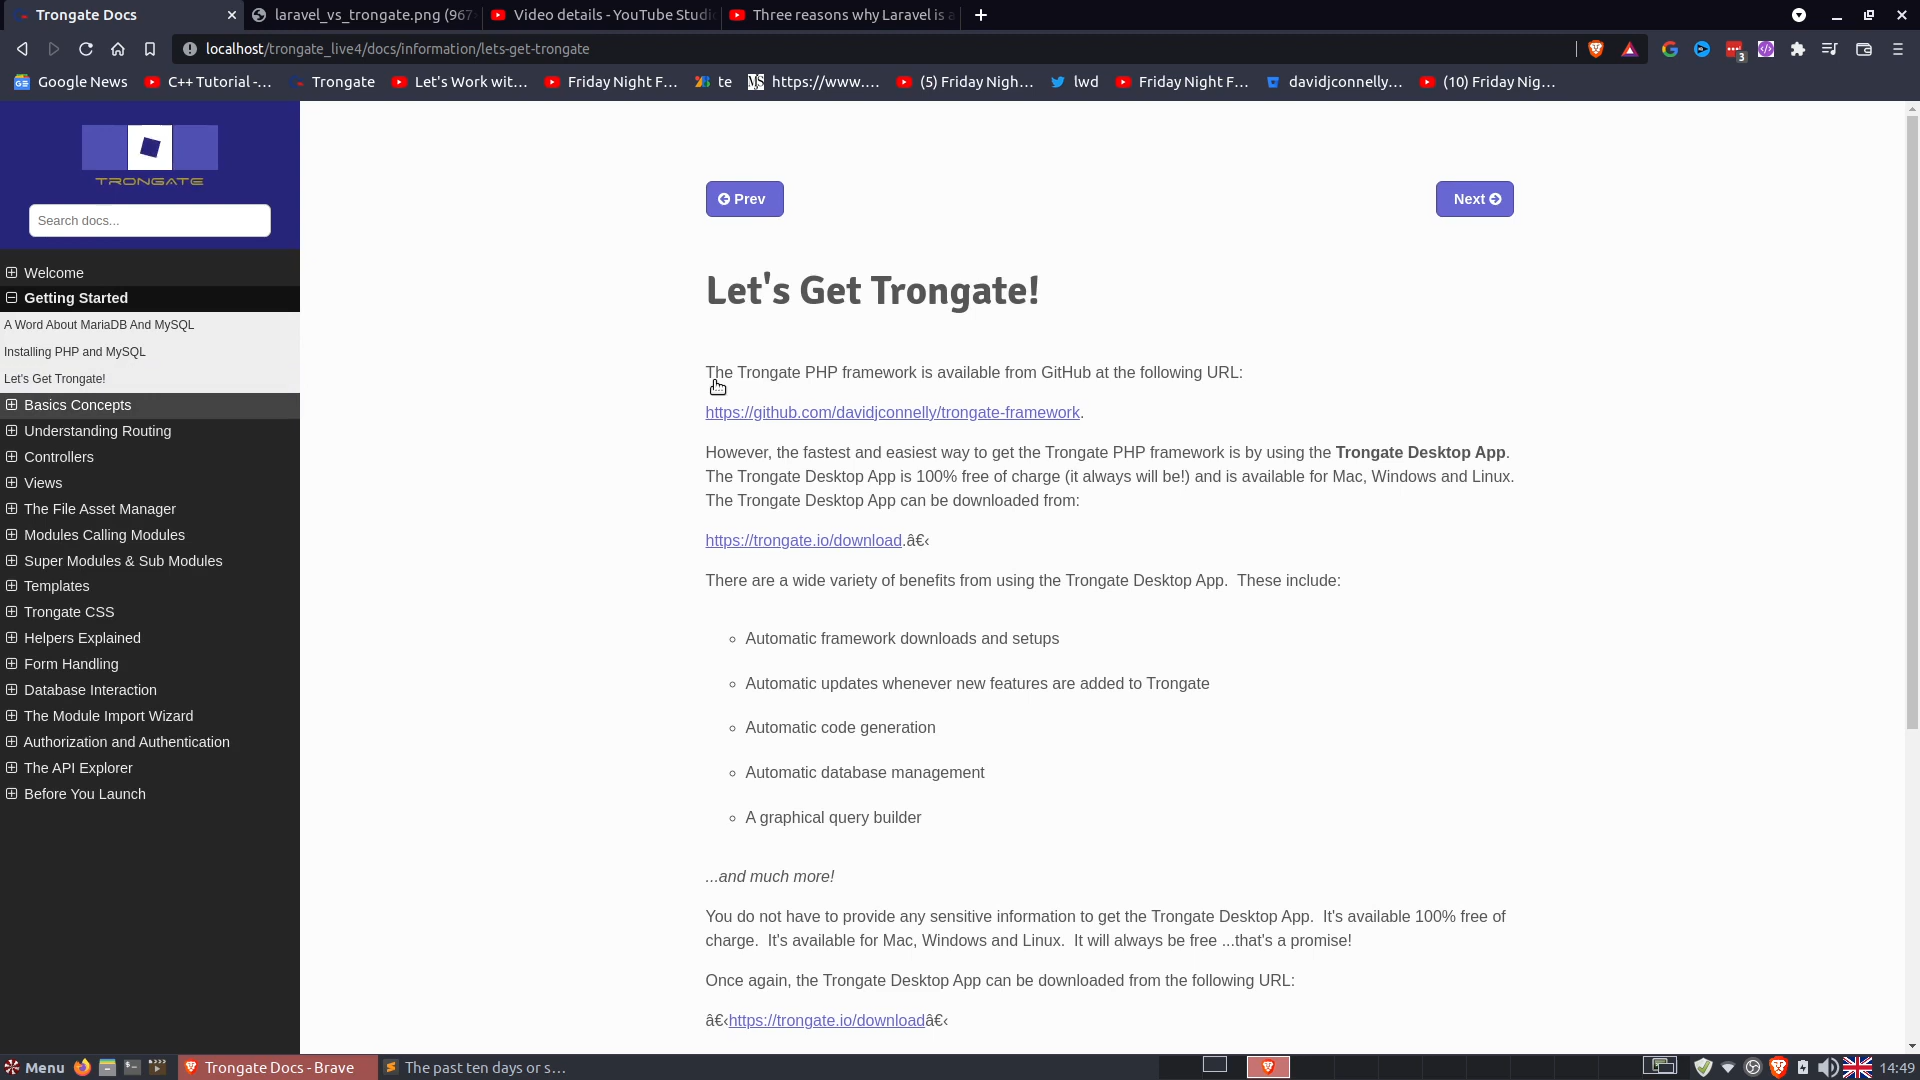 Trongate Docs
laravel_vs_trongate.png (967
Video details - YouTube Studi
Three reasons why Laravel is a
localhost/trongate_live4/docs/information/lets-get-trongate
3
Google News
C++ Tutorial -...
Trongate
Let's Work wit...
Friday Night F...
te
https://www....
(5) Friday Nigh...
lwd
Friday Night F...
davidjconnelly...
(10) Friday Nig...
TRONGATE
Search docs...
Welcome
Getting Started
A Word About MariaDB And MySQL
Installing PHP and MySQL
Let's Get Trongate!
Basics Concepts
Understanding Routing
Controllers
Views
The File Asset Manager
Modules Calling Modules
Super Modules & Sub Modules
Templates
Trongate CSS
Helpers Explained
Form Handling
Database Interaction
The Module Import Wizard
Authorization and Authentication
The API Explorer
Before You Launch
Prev
Next
Let's Get Trongate!
The Trongate PHP framework is available from GitHub at the following URL:
https://github.com/davidjconnelly/trongate-framework.
However, the fastest and easiest way to get the Trongate PHP framework is by using the Trongate Desktop App.
The Trongate Desktop App is 100% free of charge (it always will be!) and is available for Mac, Windows and Linux.
The Trongate Desktop App can be downloaded from:
https://trongate.io/download.â€‹
There are a wide variety of benefits from using the Trongate Desktop App.  These include:
Automatic framework downloads and setups
Automatic updates whenever new features are added to Trongate
Automatic code generation
Automatic database management
A graphical query builder
...and much more!
You do not have to provide any sensitive information to get the Trongate Desktop App.  It's available 100% free of
charge.  It's available for Mac, Windows and Linux.  It will always be free ...that's a promise!
Once again, the Trongate Desktop App can be downloaded from the following URL:
â€‹https://trongate.io/downloadâ€‹
Menu
Trongate Docs - Brave
The past ten days or s...
14:49